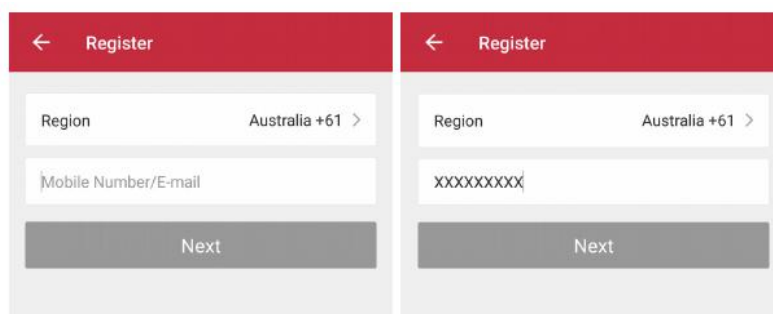 Register
Region Australia +61
Mobile Number/E-mail
Next
Register
Region Australia +61
XXXXXXXXX
Next